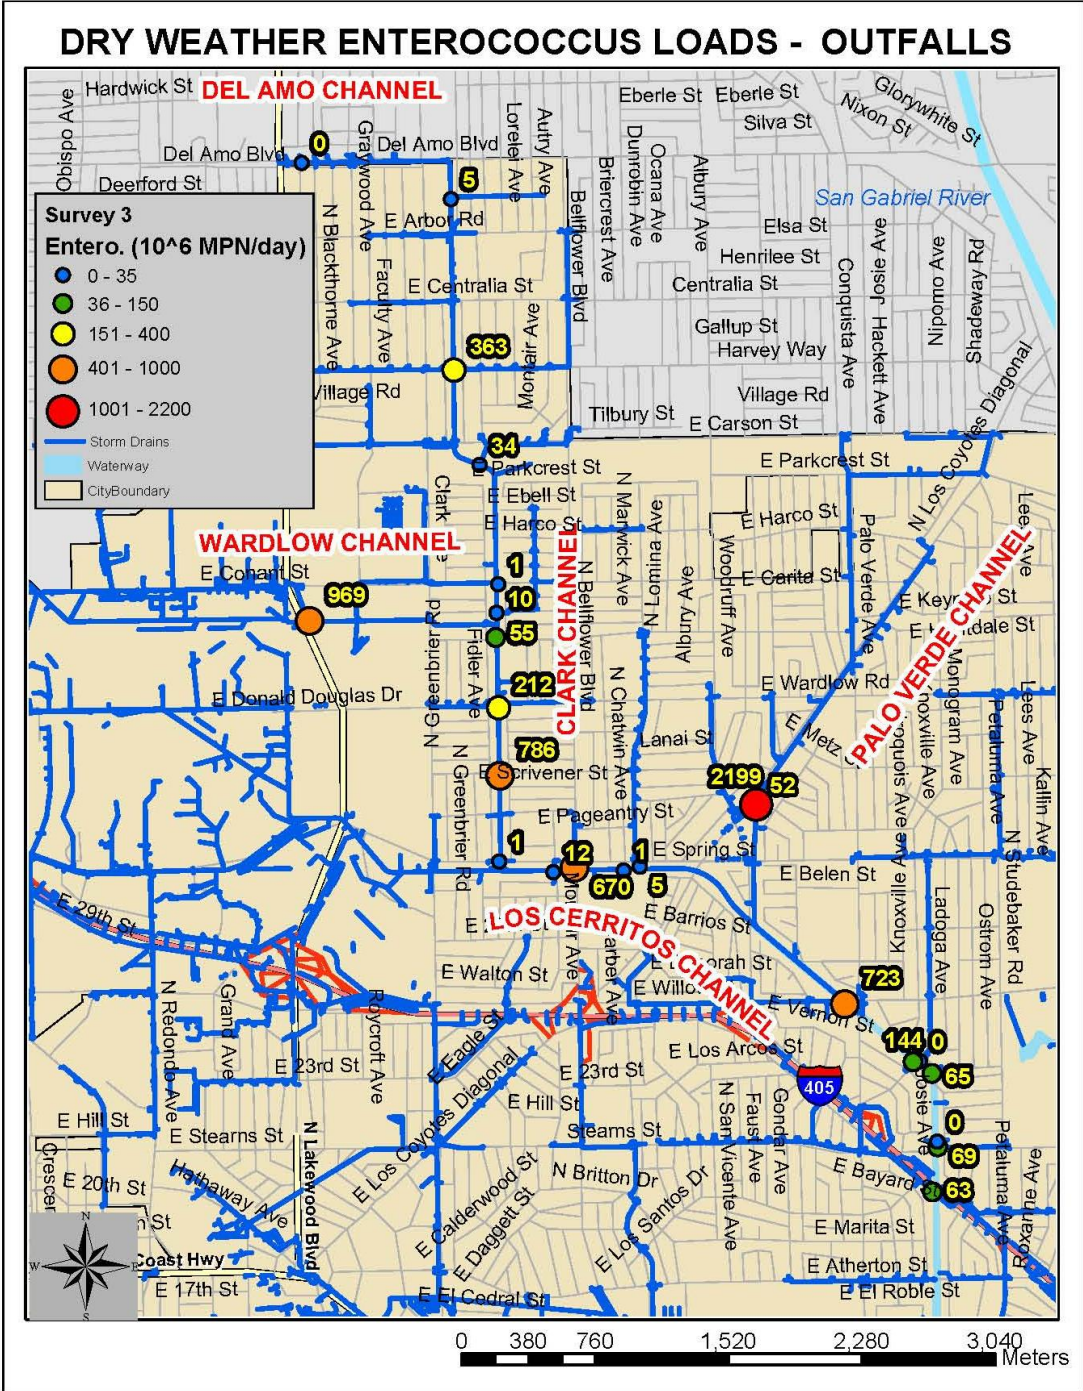 DRY WEATHER ENTEROCOCCUS LOADS - OUTFALLS
Hardwick St
DEL AMO CHANNEL
Obispo Ave
Eberle St
Eberle St
Glorywhite St
Nixon St
Silva St
Lorelei Ave
Autry Ave
Graywood Ave
0
Del Amo Blvd
Del Amo Blvd
Dunrobin Ave
Ocana Ave
Albury Ave
Briercrest Ave
Deerford St
5
Bellflower Blvd
San Gabriel River
Survey 3
Entero. (10^6 MPN/day)
0 - 35
36 - 150
151 - 400
401 - 1000
1001 - 2200
Storm Drains
Waterway
CityBoundary
N Blackthorne Ave
E Arbor Rd
Elsa St
Josie Ave
Nipomo Ave
Shadeway Rd
Henrilee St
Conquista Ave
Hackett Ave
Faculty Ave
E Centralia St
Centralia St
Gallup St
Harvey Way
363
Village Rd
Village Rd
Tilbury St
E Carson St
N Los Coyotes Diagonal
34
E Parkcrest St
E Parkcrest St
E Ebell St
E Harco St
E Harco St
N Marwick Ave
N Lomina Ave
Woodruff Ave
Palo Verde Ave
WARDLOW CHANNEL
CLARK CHANNEL
PALO VERDE CHANNEL
E Conant St
1
E Carita St
969
10
55
N Bellflower Blvd
Albury Ave
N Greenbrier Rd
Fidler Ave
E Wardlow Rd
Monogram Ave
Lees Ave
E Donald Douglas Dr
212
N Chatwin Ave
Lanai St
E Metz
Knoxville Ave
Petaluma Ave
Kallin Ave
786
E Scrivener St
2199
52
N Greenbrier Rd
E Pageantry St
1
12
1
E Spring St
670
5
E Belen St
N Studebaker Rd
E 29th St
LOS CERRITOS CHANNEL
E Barrios St
Knoxville Ave
Ladoga Ave
Ostrom Ave
E Walton St
723
E Vernon St
N Redondo Ave
Grand Ave
Roycroft Ave
E Eagle St
144
0
E Los Arcos St
65
E 23rd St
E 23rd St
405
E Hill St
E Hill St
E Stearns St
Stearns St
N San Vicente Ave
Faust Ave
Gondar Ave
Josie Ave
0
69
Petaluma Ave
E Los Coyotes Diagonal
N Lakewood Blvd
Hathaway Ave
E 20th St
N Britton Dr
E Bayard St
63
Roxanne Ave
E Calderwood St
E Daggett St
E Los Santos Dr
E Marita St
Coast Hwy
E Atherton St
E 17th St
E El Cedral St
E El Roble St
N
W
E
S
0 380 760 1,520 2,280 3,040
Meters